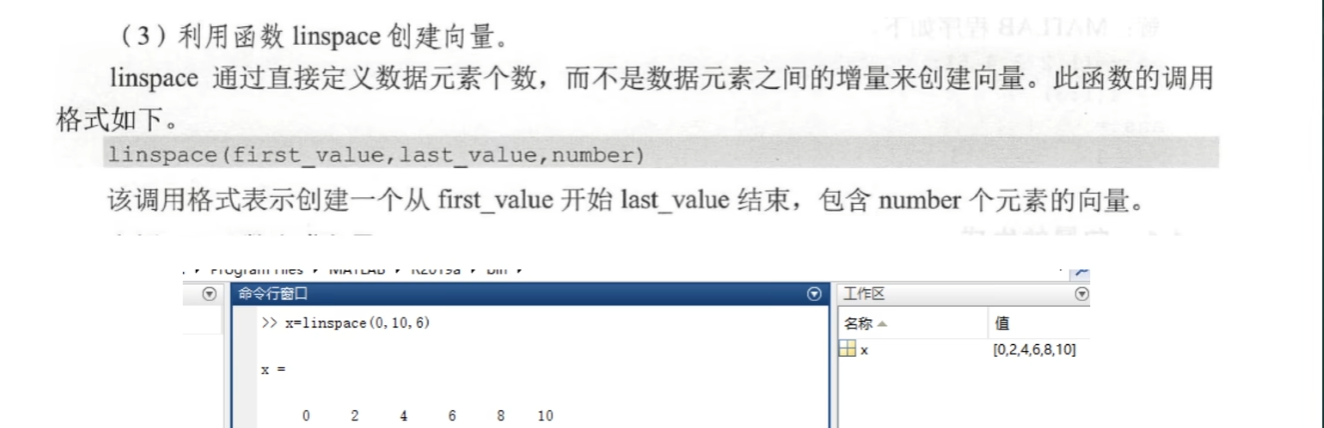 （3）利用函数 linspace 创建向量。
linspace 通过直接定义数据元素个数，而不是数据元素之间的增量来创建向量。此函数的调用
格式如下。
linspace(first_value,last_value,number)
该调用格式表示创建一个从 first_value 开始 last_value 结束，包含 number 个元素的向量。
Program Files MATLAB R2019a bin
命令行窗口
工作区
>> x=linspace(0,10,6)
名称 值
x [0,2,4,6,8,10]
x =
0 2 4 6 8 10